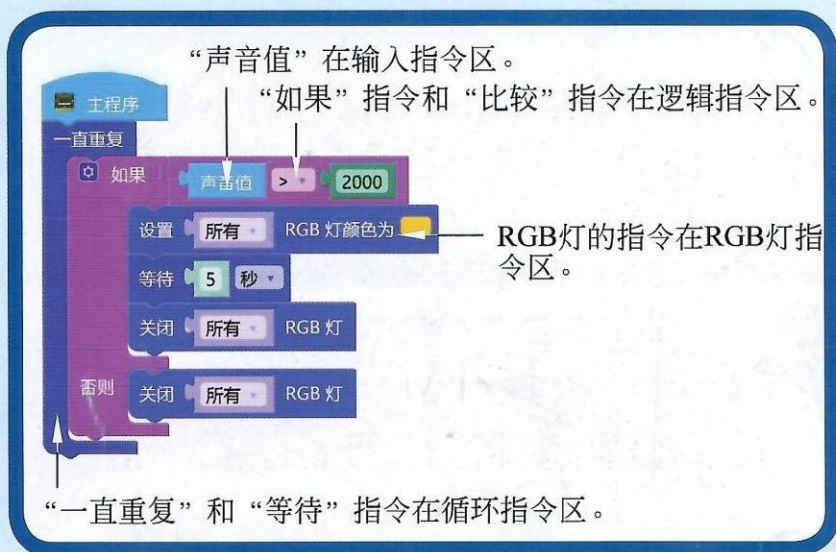 “声音值”在输入指令区。
“如果”指令和“比较”指令在逻辑指令区。
主程序
一直重复
如果 声音值 > 2000
设置 所有 RGB 灯颜色为
RGB灯的指令在RGB灯指
令区。
等待 5 秒
关闭 所有 RGB 灯
否则 关闭 所有 RGB 灯
“一直重复”和“等待”指令在循环指令区。